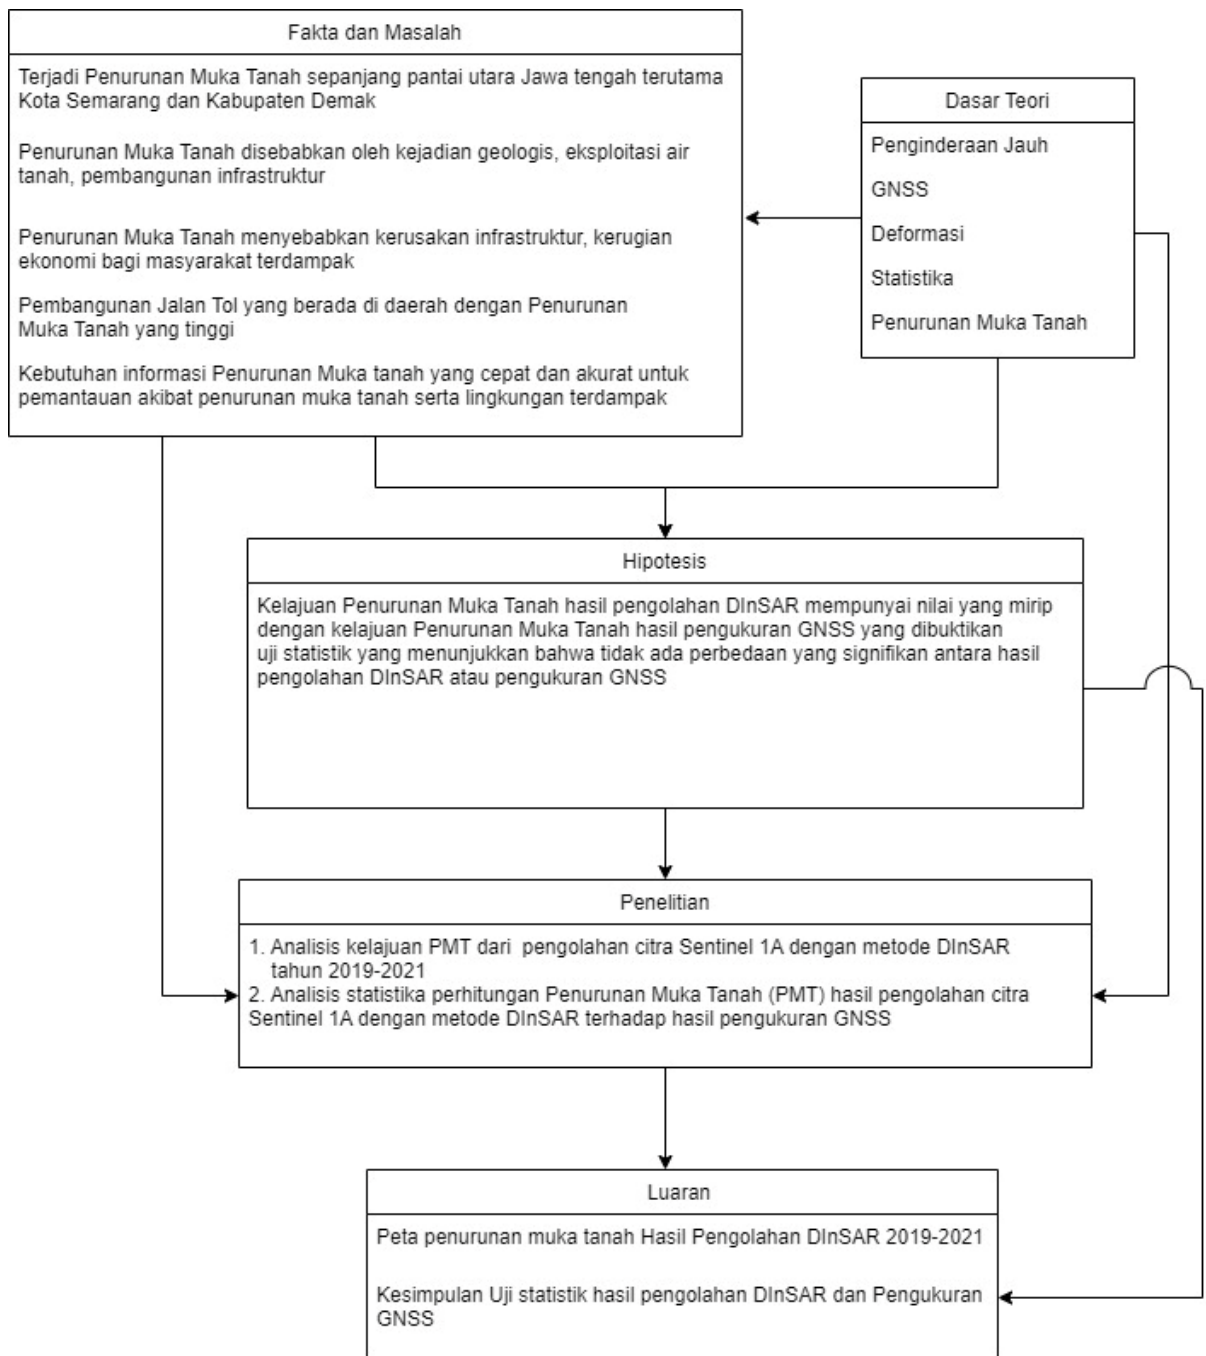 Fakta dan Masalah
Terjadi Penurunan Muka Tanah sepanjang pantai utara Jawa tengah terutama
Kota Semarang dan Kabupaten Demak
Penurunan Muka Tanah disebabkan oleh kejadian geologis, eksploitasi air
tanah, pembangunan infrastruktur
Penurunan Muka Tanah menyebabkan kerusakan infrastruktur, kerugian
ekonomi bagi masyarakat terdampak
Pembangunan Jalan Tol yang berada di daerah dengan Penurunan
Muka Tanah yang tinggi
Kebutuhan informasi Penurunan Muka tanah yang cepat dan akurat untuk
pemantauan akibat penurunan muka tanah serta lingkungan terdampak
Dasar Teori
Penginderaan Jauh
GNSS
Deformasi
Statistika
Penurunan Muka Tanah
Hipotesis
Kelajuan Penurunan Muka Tanah hasil pengolahan DInSAR mempunyai nilai yang mirip
dengan kelajuan Penurunan Muka Tanah hasil pengukuran GNSS yang dibuktikan
uji statistik yang menunjukkan bahwa tidak ada perbedaan yang signifikan antara hasil
pengolahan DInSAR atau pengukuran GNSS
Penelitian
1. Analisis kelajuan PMT dari pengolahan citra Sentinel 1A dengan metode DInSAR
tahun 2019-2021
2. Analisis statistika perhitungan Penurunan Muka Tanah (PMT) hasil pengolahan citra
Sentinel 1A dengan metode DInSAR terhadap hasil pengukuran GNSS
Luaran
Peta penurunan muka tanah Hasil Pengolahan DInSAR 2019-2021
Kesimpulan Uji statistik hasil pengolahan DInSAR dan Pengukuran
GNSS